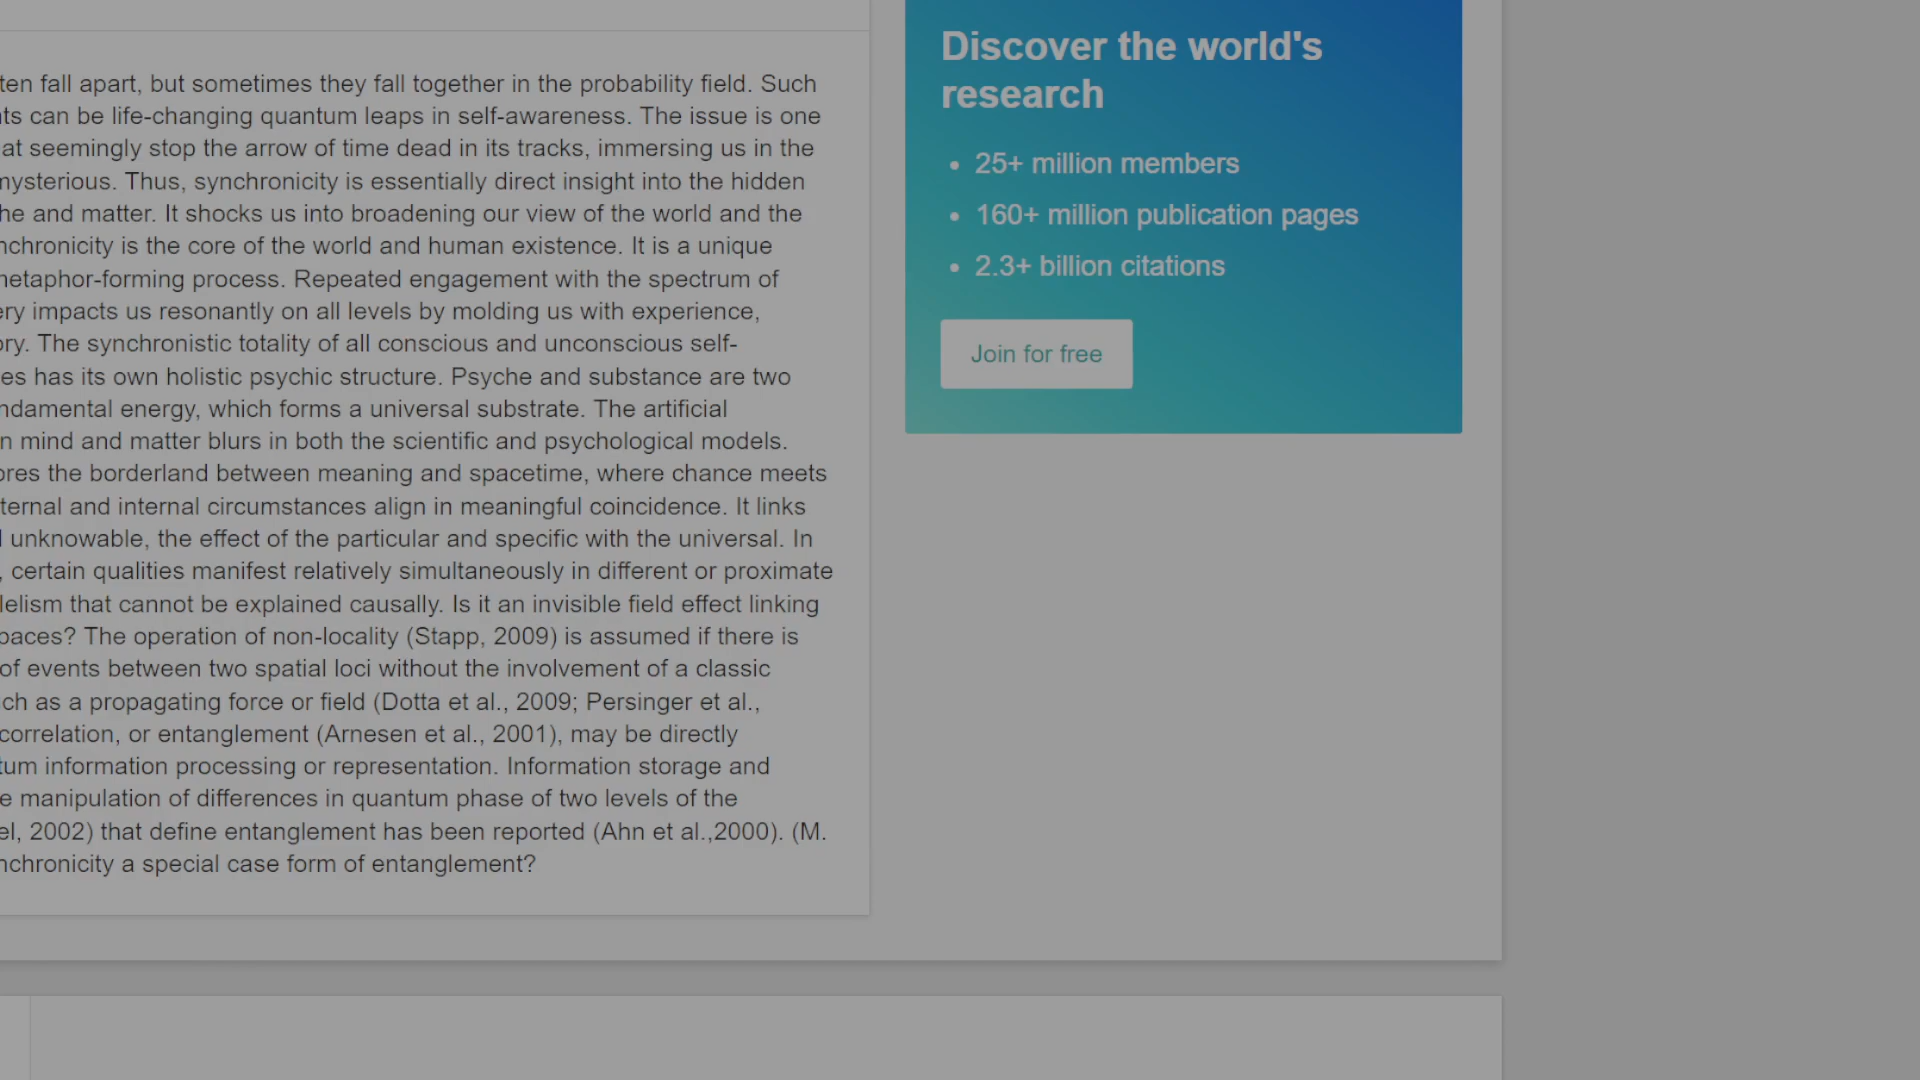 fall apart, but sometimes they fall together in the probability field. Such
can be life-changing quantum leaps in self-awareness. The issue is one
at seemingly stop the arrow of time dead in its tracks, immersing us in the
mysterious. Thus, synchronicity is essentially direct insight into the hidden
he and matter. It shocks us into broadening our view of the world and the
nchronicity is the core of the world and human existence. It is a unique
metaphor-forming process. Repeated engagement with the spectrum of
ery impacts us resonantly on all levels by molding us with experience,
ory. The synchronistic totality of all conscious and unconscious self-
es has its own holistic psychic structure. Psyche and substance are two
ndamental energy, which forms a universal substrate. The artificial
n mind and matter blurs in both the scientific and psychological models.
ores the borderland between meaning and spacetime, where chance meets
ternal and internal circumstances align in meaningful coincidence. It links
unknowable, the effect of the particular and specific with the universal. In
, certain qualities manifest relatively simultaneously in different or proximate
lelism that cannot be explained causally. Is it an invisible field effect linking
paces? The operation of non-locality (Stapp, 2009) is assumed if there is
of events between two spatial loci without the involvement of a classic
ch as a propagating force or field (Dotta et al., 2009; Persinger et al.,
correlation, or entanglement (Arnesen et al., 2001), may be directly
tum information processing or representation. Information storage and
e manipulation of differences in quantum phase of two levels of the
el, 2002) that define entanglement has been reported (Ahn et al.,2000). (M.
nchronicity a special case form of entanglement?
Discover the world's
research
• 25+ million members
• 160+ million publication pages
• 2.3+ billion citations
Join for free